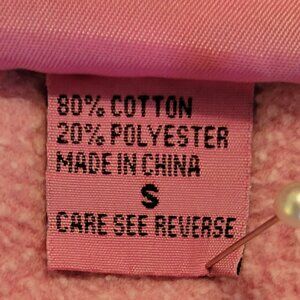 80% COTTON
20% POLYESTER
MADE IN CHINA
S
CARE SEE REVERSE